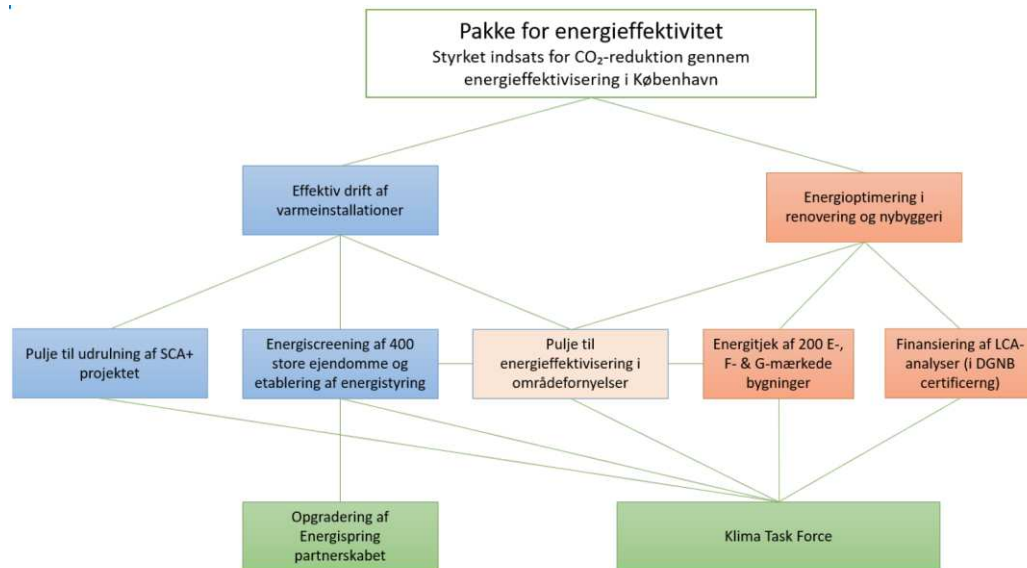 Pakke for energieffektivitet
Styrket indsats for CO₂-reduktion gennem
energieffektivisering i København
Effektiv drift af
varmeinstallationer
Energioptimering i
renovering og nybyggeri
Pulje til udrulning af SCA+
projektet
Energiscreening af 400
store ejendomme og
etablering af energistyring
Pulje til
energieffektivisering i
områdefornyelser
Energitjek af 200 E-,
F- & G-mærkede
bygninger
Finansiering af LCA-
analyser (i DGNB
certificerng)
Opgradering af
Energispring
partnerskabet
Klima Task Force